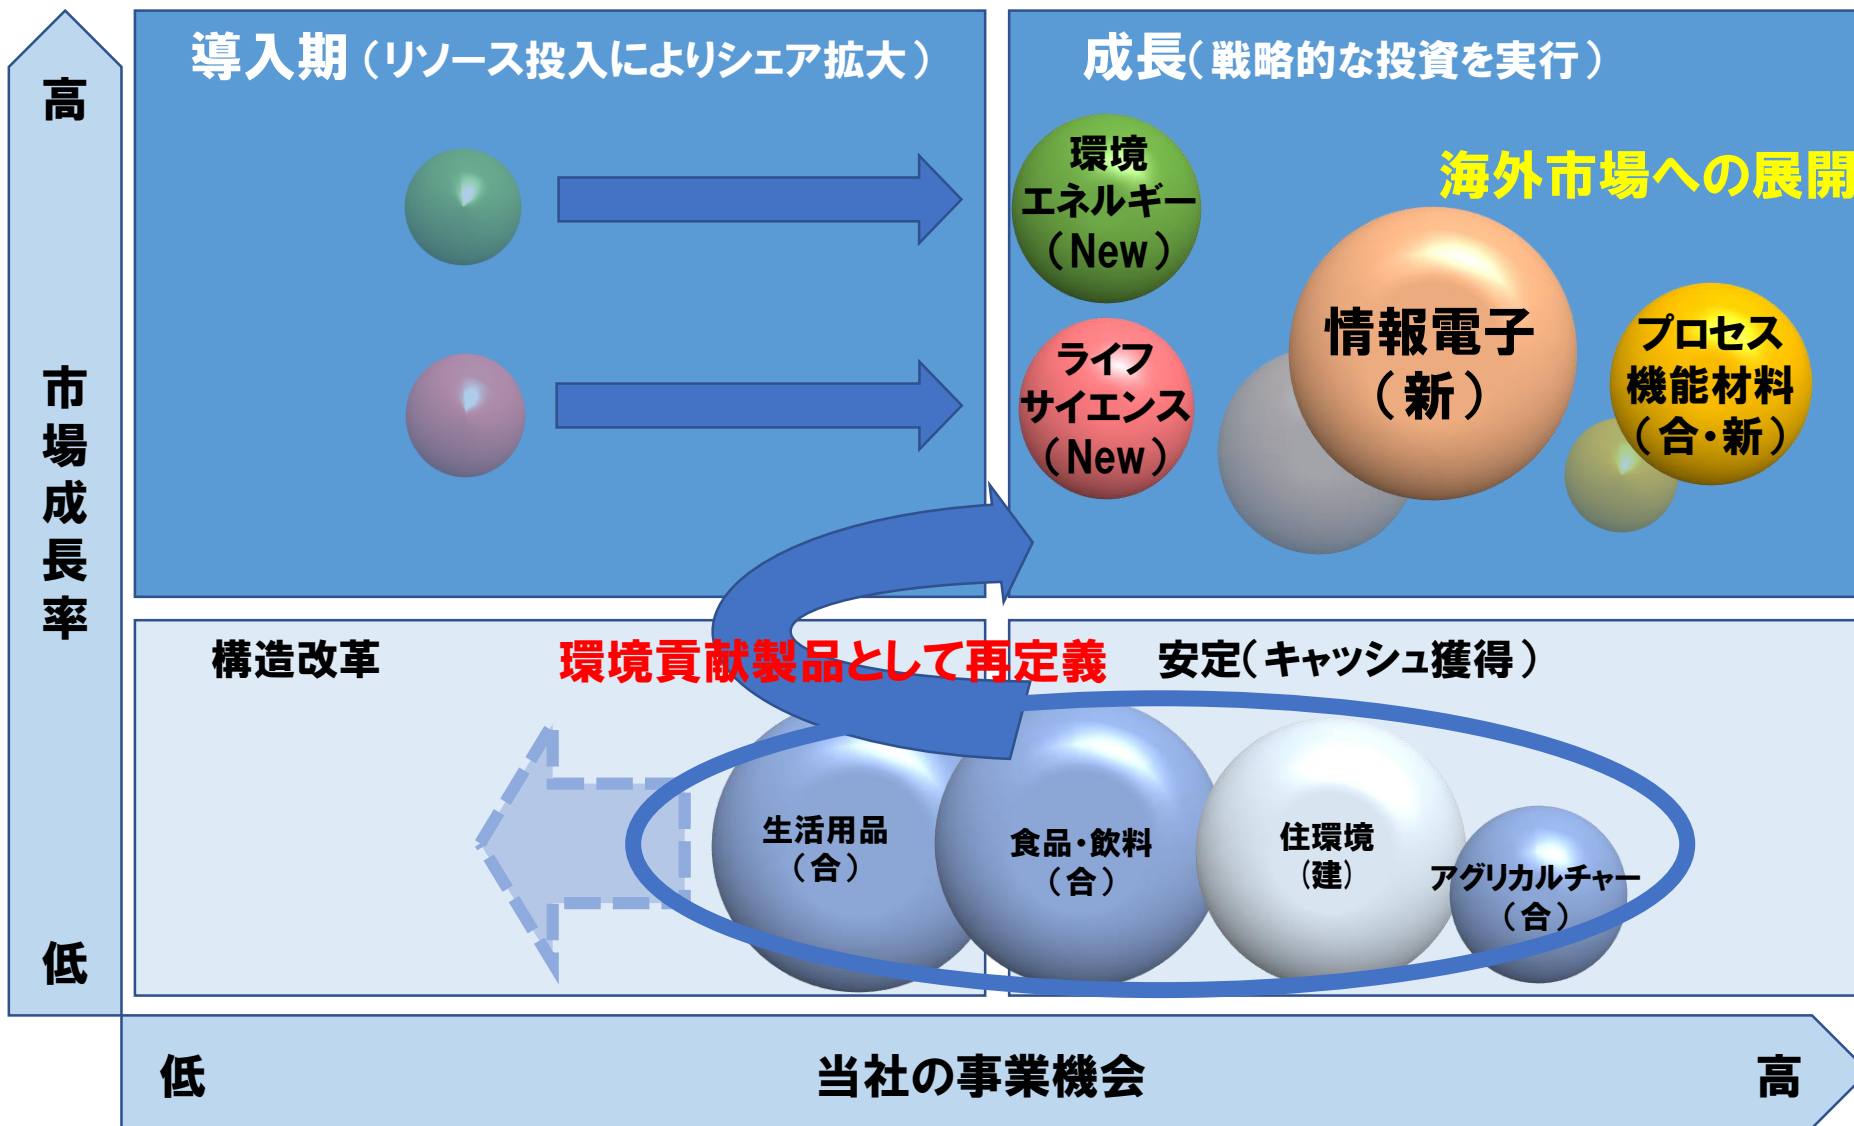 高
市場成長率
低
導入期（リソース投入によりシェア拡大）
成長（戦略的な投資を実行）
海外市場への展開
環境
エネルギー
（New）
ライフ
サイエンス
（New）
情報電子
（新）
プロセス
機能材料
（合・新）
構造改革
環境貢献製品として再定義
安定（キャッシュ獲得）
生活用品
（合）
食品・飲料
（合）
住環境
(建)
アグリカルチャー
（合）
低
当社の事業機会
高